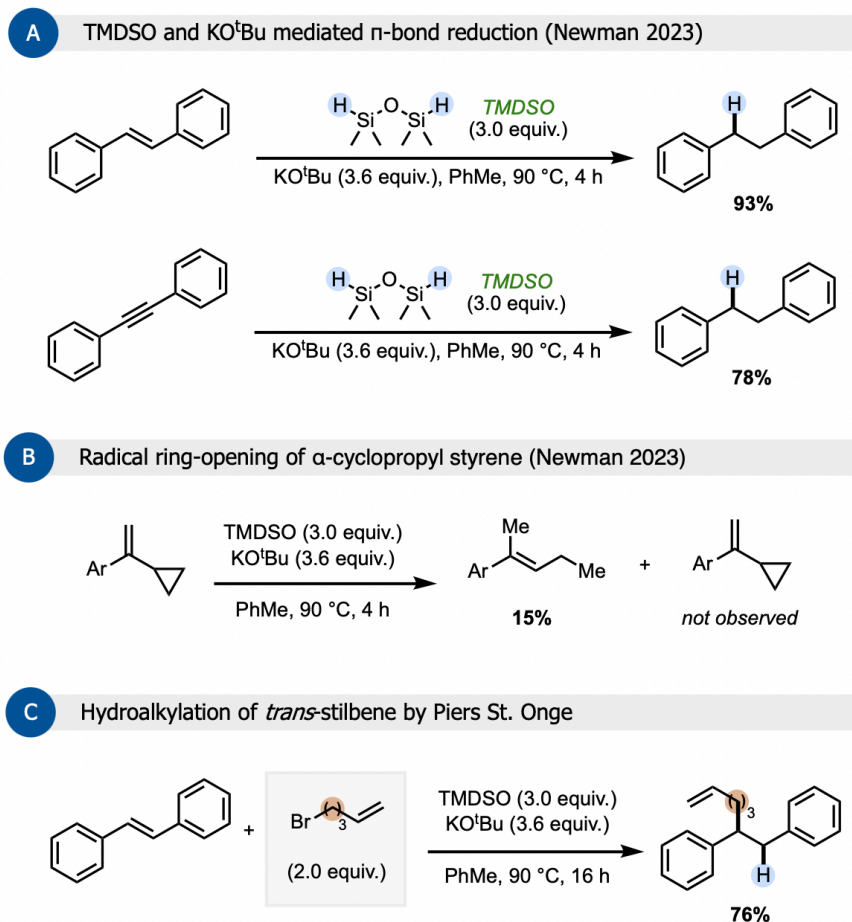 A TMDSO and KOᵗBu mediated π-bond reduction (Newman 2023)
H Si O Si H TMDSO
(3.0 equiv.)
KOᵗBu (3.6 equiv.), PhMe, 90 °C, 4 h
H
93%
H Si O Si H TMDSO
(3.0 equiv.)
KOᵗBu (3.6 equiv.), PhMe, 90 °C, 4 h
H
78%
B Radical ring-opening of α-cyclopropyl styrene (Newman 2023)
Ar
TMDSO (3.0 equiv.)
KOᵗBu (3.6 equiv.)
PhMe, 90 °C, 4 h
Me
Ar Me
15%
+
Ar
not observed
C Hydroalkylation of trans-stilbene by Piers St. Onge
+
Br ( )3
(2.0 equiv.)
TMDSO (3.0 equiv.)
KOᵗBu (3.6 equiv.)
PhMe, 90 °C, 16 h
( )3
H
76%